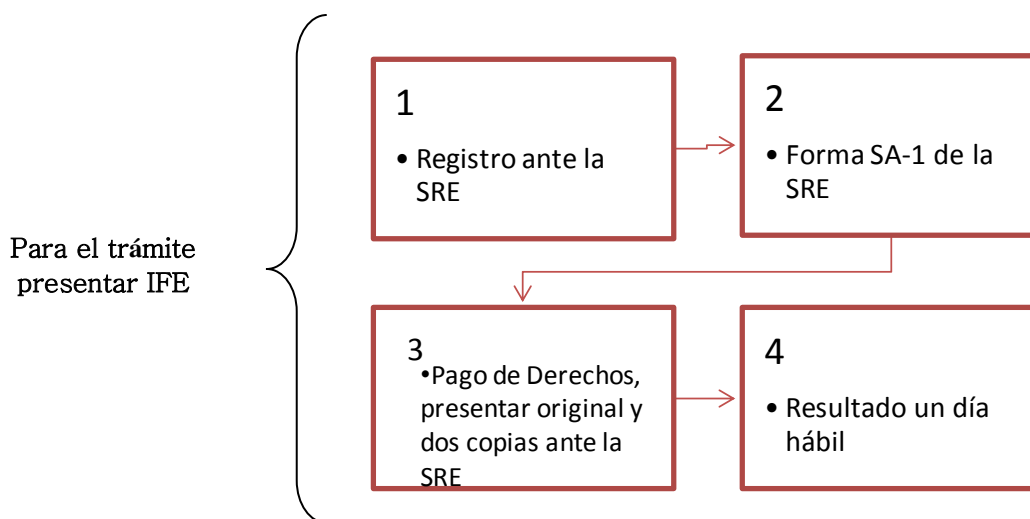 Para el trámite
presentar IFE
1
• Registro ante la
SRE
2
• Forma SA-1 de la
SRE
3
•Pago de Derechos,
presentar original y
dos copias ante la
SRE
4
• Resultado un día
hábil